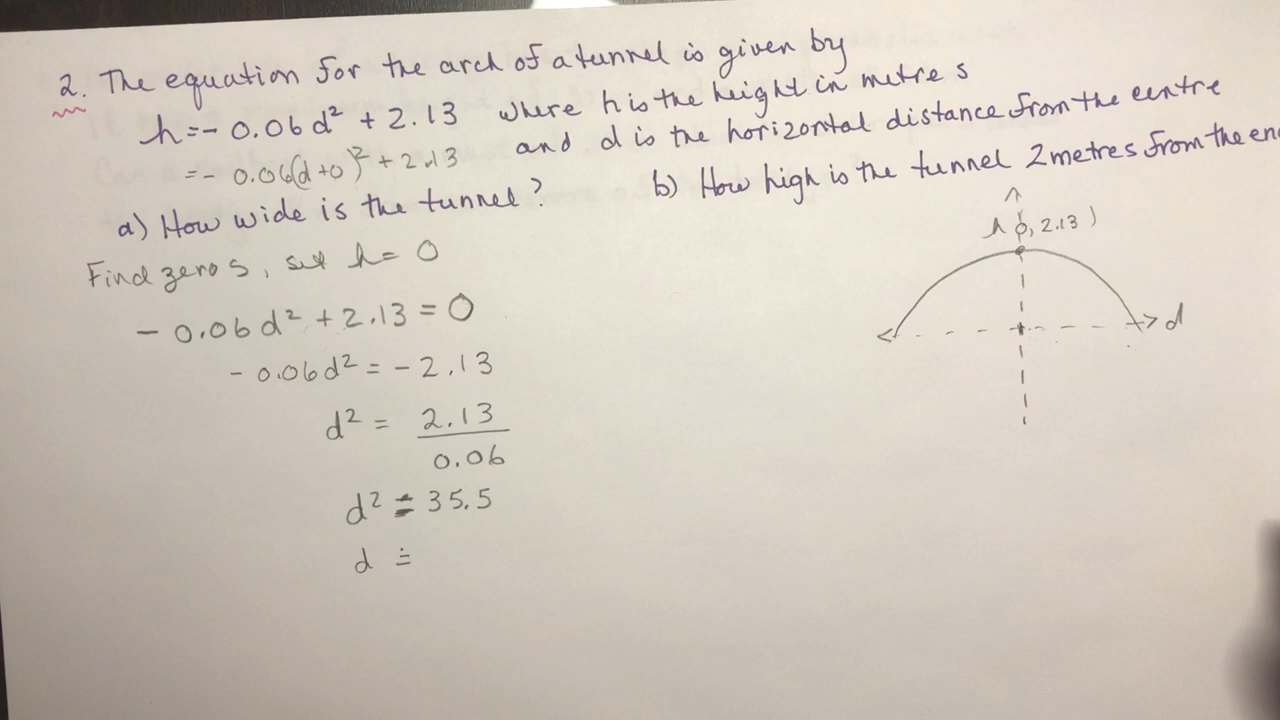 2. The equation for the arch of a tunnel is given by
h = - 0.06 d² + 2.13 where h is the height in metres
= - 0.06(d+0)² + 2.13 and d is the horizontal distance from the centre
a) How wide is the tunnel? b) How high is the tunnel 2 metres from the en
Find zeros, set h = 0
- 0.06 d² + 2.13 = 0
- 0.06 d² = - 2.13
d² = 2.13
0.06
d² = 35.5
d ≐
h (0, 2.13)
d